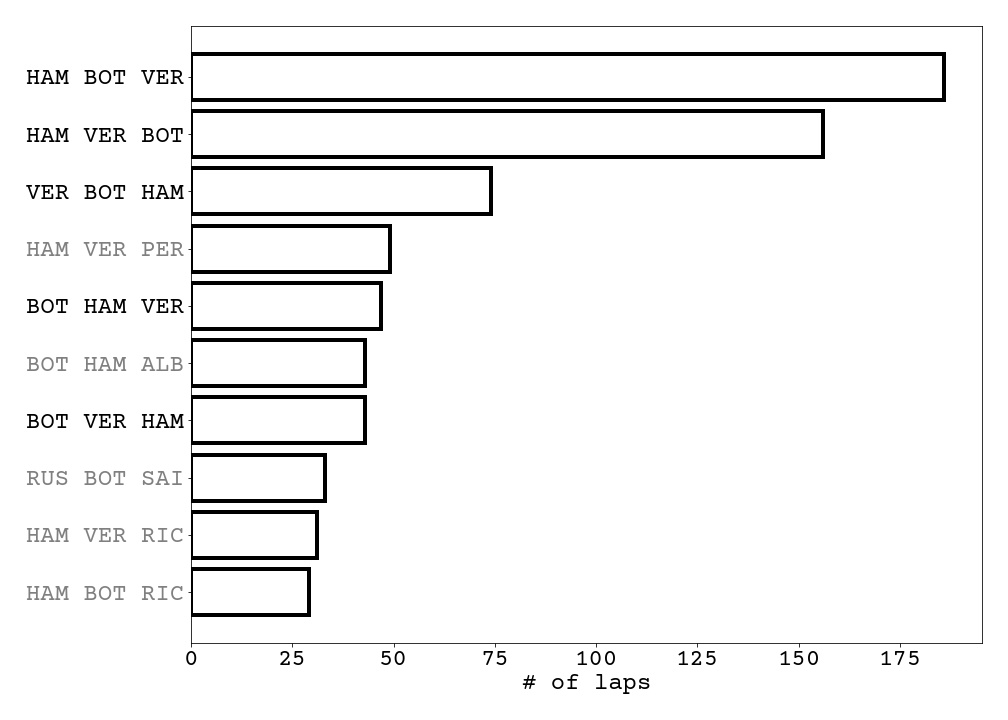 HAM BOT VER
HAM VER BOT
VER BOT HAM
HAM VER PER
BOT HAM VER
BOT HAM ALB
BOT VER HAM
RUS BOT SAI
HAM VER RIC
HAM BOT RIC
0 25 50 75 100 125 150 175
# of laps